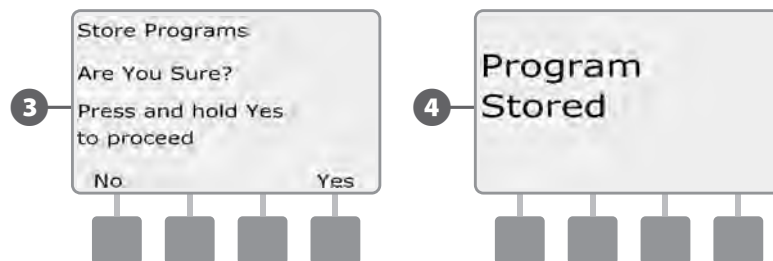 Store Programs
Are You Sure?
3
Press and hold Yes
to proceed
No Yes
4
Program
Stored